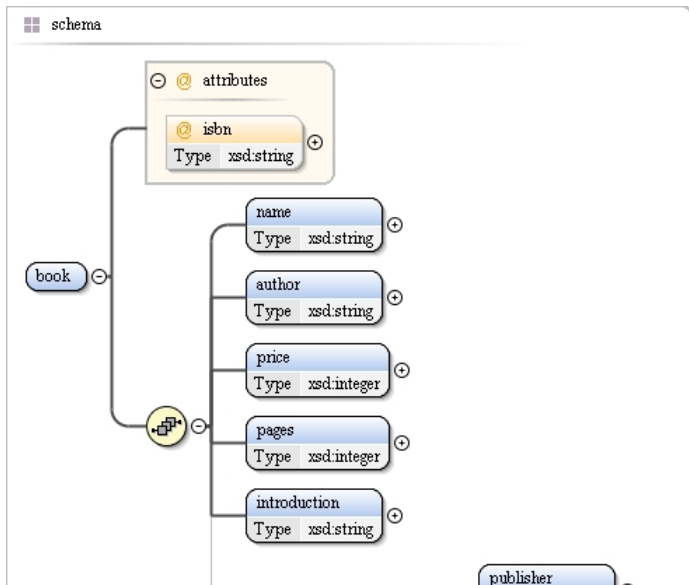 schema
@ attributes
@ isbn
Type xsd:string
name
Type xsd:string
book
author
Type xsd:string
price
Type xsd:integer
pages
Type xsd:integer
introduction
Type xsd:string
publisher